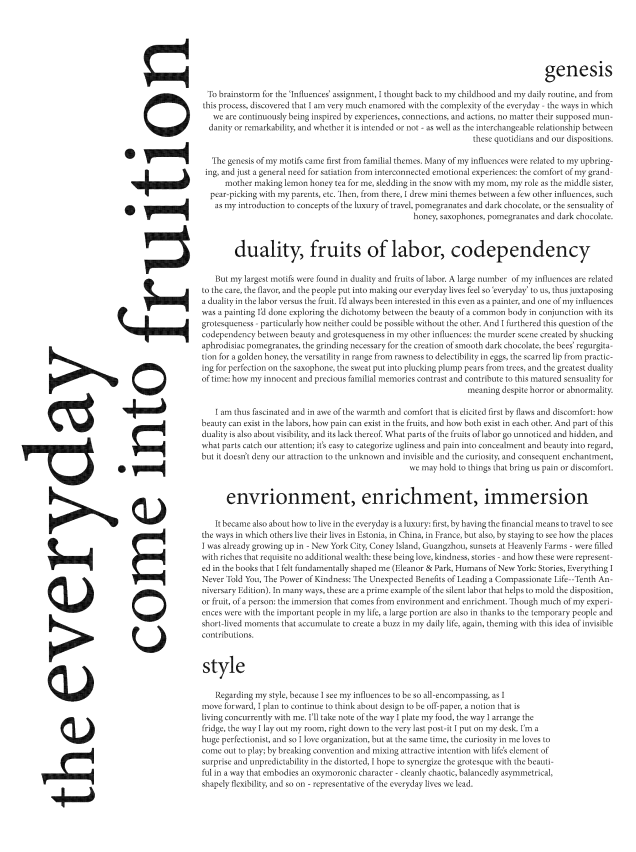 the everyday
come into fruition
genesis
To brainstorm for the 'Influences' assignment, I thought back to my childhood and my daily routine, and from
this process, discovered that I am very much enamored with the complexity of the everyday - the ways in which
we are continuously being inspired by experiences, connections, and actions, no matter their supposed mun-
danity or remarkability, and whether it is intended or not - as well as the interchangeable relationship between
these quotidians and our dispositions.
The genesis of my motifs came first from familial themes. Many of my influences were related to my upbring-
ing, and just a general need for satiation from interconnected emotional experiences: the comfort of my grand-
mother making lemon honey tea for me, sledding in the snow with my mom, my role as the middle sister,
pear-picking with my parents, etc. Then, from there, I drew mini themes between a few other influences, such
as my introduction to concepts of the luxury of travel, pomegranates and dark chocolate, or the sensuality of
honey, saxophones, pomegranates and dark chocolate.
duality, fruits of labor, codependency
But my largest motifs were found in duality and fruits of labor. A large number of my influences are related
to the care, the flavor, and the people put into making our everyday lives feel so 'everyday' to us, thus juxtaposing
a duality in the labor versus the fruit. I'd always been interested in this even as a painter, and one of my influences
was a painting I'd done exploring the dichotomy between the beauty of a common body in conjunction with its
grotesqueness - particularly how neither could be possible without the other. And I furthered this question of the
codependency between beauty and grotesqueness in my other influences: the murder scene created by shucking
aphrodisiac pomegranates, the grinding necessary for the creation of smooth dark chocolate, the bees' regurgita-
tion for a golden honey, the versatility in range from rawness to delectibility in eggs, the scarred lip from practic-
ing for perfection on the saxophone, the sweat put into plucking plump pears from trees, and the greatest duality
of time: how my innocent and precious familial memories contrast and contribute to this matured sensuality for
meaning despite horror or abnormality.
I am thus fascinated and in awe of the warmth and comfort that is elicited first by flaws and discomfort: how
beauty can exist in the labors, how pain can exist in the fruits, and how both exist in each other. And part of this
duality is also about visibility, and its lack thereof. What parts of the fruits of labor go unnoticed and hidden, and
what parts catch our attention; it's easy to categorize ugliness and pain into concealment and beauty into regard,
but it doesn't deny our attraction to the unknown and invisible and the curiosity, and consequent enchantment,
we may hold to things that bring us pain or discomfort.
envrionment, enrichment, immersion
It became also about how to live in the everyday is a luxury: first, by having the financial means to travel to see
the ways in which others live their lives in Estonia, in China, in France, but also, by staying to see how the places
I was already growing up in - New York City, Coney Island, Guangzhou, sunsets at Heavenly Farms - were filled
with riches that requisite no additional wealth: these being love, kindness, stories - and how these were represent-
ed in the books that I felt fundamentally shaped me (Eleanor & Park, Humans of New York: Stories, Everything I
Never Told You, The Power of Kindness: The Unexpected Benefits of Leading a Compassionate Life--Tenth An-
niversary Edition). In many ways, these are a prime example of the silent labor that helps to mold the disposition,
or fruit, of a person: the immersion that comes from environment and enrichment. Though much of my experi-
ences were with the important people in my life, a large portion are also in thanks to the temporary people and
short-lived moments that accumulate to create a buzz in my daily life, again, theming with this idea of invisible
contributions.
style
Regarding my style, because I see my influences to be so all-encompassing, as I
move forward, I plan to continue to think about design to be off-paper, a notion that is
living concurrently with me. I'll take note of the way I plate my food, the way I arrange the
fridge, the way I lay out my room, right down to the very last post-it I put on my desk. I'm a
huge perfectionist, and so I love organization, but at the same time, the curiosity in me loves to
come out to play; by breaking convention and mixing attractive intention with life's element of
surprise and unpredictability in the distorted, I hope to synergize the grotesque with the beauti-
ful in a way that embodies an oxymoronic character - cleanly chaotic, balancedly asymmetrical,
shapely flexibility, and so on - representative of the everyday lives we lead.